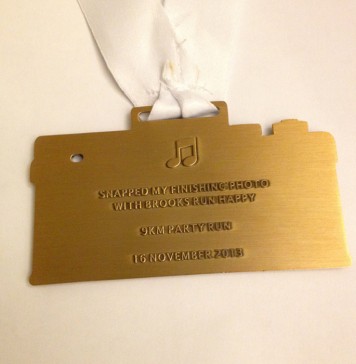 SNAPPED MY FINISHING PHOTO
WITH BROOKS RUN HAPPY
9KM PARTY RUN
16 NOVEMBER 2013